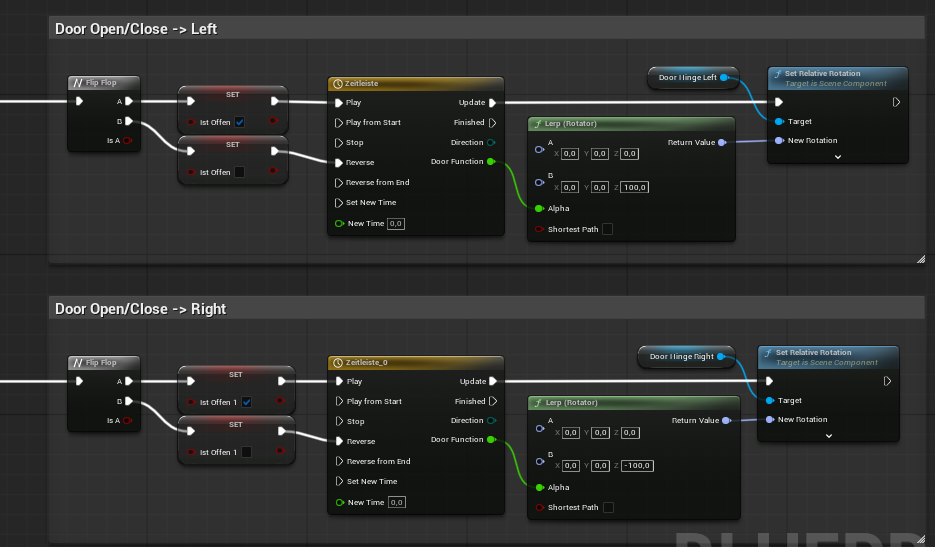 Door Open/Close -> Left
Flip Flop
A
B
Is A
SET
Ist Offen
SET
Ist Offen
Zeitleiste
Play
Update
Play from Start
Finished
Stop
Direction
Reverse
Door Function
Reverse from End
Set New Time
New Time 0,0
Lerp (Rotator)
A
Return Value
X 0,0 Y 0,0 Z 0,0
B
X 0,0 Y 0,0 Z 100,0
Alpha
Shortest Path
Door Hinge Left
Set Relative Rotation
Target is Scene Component
Target
New Rotation
Door Open/Close -> Right
Flip Flop
A
B
Is A
SET
Ist Offen 1
SET
Ist Offen 1
Zeitleiste_0
Play
Update
Play from Start
Finished
Stop
Direction
Reverse
Door Function
Reverse from End
Set New Time
New Time 0,0
Lerp (Rotator)
A
Return Value
X 0,0 Y 0,0 Z 0,0
B
X 0,0 Y 0,0 Z -100,0
Alpha
Shortest Path
Door Hinge Right
Set Relative Rotation
Target is Scene Component
Target
New Rotation